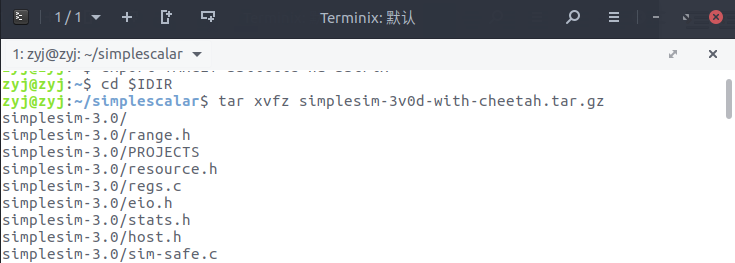 1 / 1
Terminix: 默认
1: zyj@zyj: ~/simplescalar
zyj@zyj:~$ cd $IDIR
zyj@zyj:~/simplescalar$ tar xvfz simplesim-3v0d-with-cheetah.tar.gz
simplesim-3.0/
simplesim-3.0/range.h
simplesim-3.0/PROJECTS
simplesim-3.0/resource.h
simplesim-3.0/regs.c
simplesim-3.0/eio.h
simplesim-3.0/stats.h
simplesim-3.0/host.h
simplesim-3.0/sim-safe.c